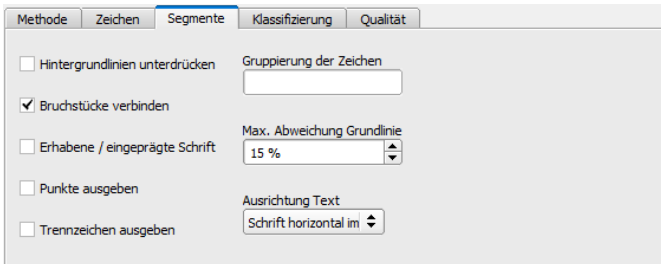 Methode Zeichen Segmente Klassifizierung Qualität
Hintergrundlinien unterdrücken
Bruchstücke verbinden
Erhabene / eingeprägte Schrift
Punkte ausgeben
Trennzeichen ausgeben
Gruppierung der Zeichen
Max. Abweichung Grundlinie
15 %
Ausrichtung Text
Schrift horizontal im